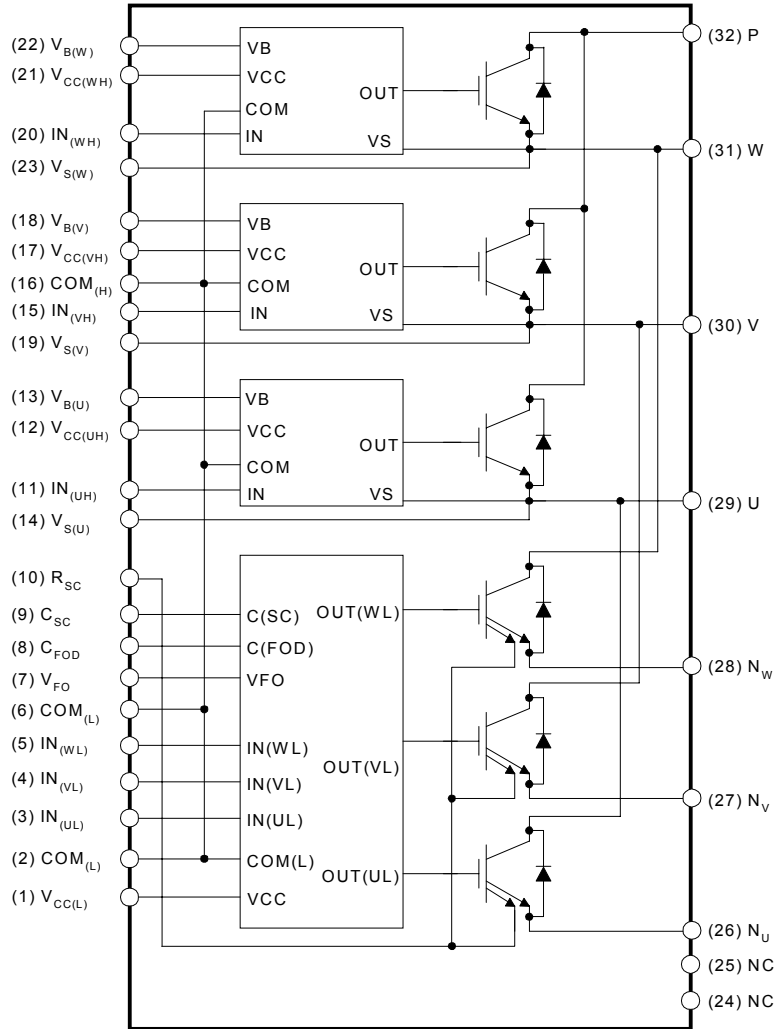 (22) V_B(W)
(21) V_CC(WH)
(20) IN_(WH)
(23) V_S(W)
(18) V_B(V)
(17) V_CC(VH)
(16) COM_(H)
(15) IN_(VH)
(19) V_S(V)
(13) V_B(U)
(12) V_CC(UH)
(11) IN_(UH)
(14) V_S(U)
(10) R_SC
(9) C_SC
(8) C_FOD
(7) V_FO
(6) COM_(L)
(5) IN_(WL)
(4) IN_(VL)
(3) IN_(UL)
(2) COM_(L)
(1) V_CC(L)
VB
VCC
COM
IN
OUT
VS
VB
VCC
COM
IN
OUT
VS
VB
VCC
COM
IN
OUT
VS
C(SC)
C(FOD)
VFO
IN(WL)
IN(VL)
IN(UL)
COM(L)
VCC
OUT(WL)
OUT(VL)
OUT(UL)
(32) P
(31) W
(30) V
(29) U
(28) N_W
(27) N_V
(26) N_U
(25) NC
(24) NC